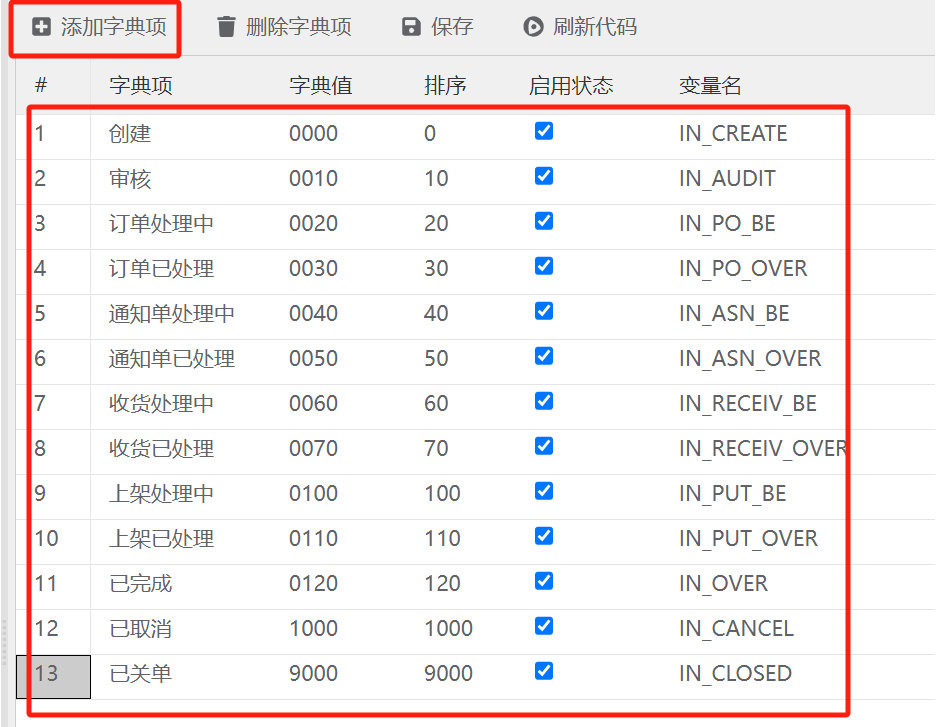 添加字典项 删除字典项 保存 刷新代码
# 字典项 字典值 排序 启用状态 变量名
1 创建 0000 0 IN_CREATE
2 审核 0010 10 IN_AUDIT
3 订单处理中 0020 20 IN_PO_BE
4 订单已处理 0030 30 IN_PO_OVER
5 通知单处理中 0040 40 IN_ASN_BE
6 通知单已处理 0050 50 IN_ASN_OVER
7 收货处理中 0060 60 IN_RECEIV_BE
8 收货已处理 0070 70 IN_RECEIV_OVER
9 上架处理中 0100 100 IN_PUT_BE
10 上架已处理 0110 110 IN_PUT_OVER
11 已完成 0120 120 IN_OVER
12 已取消 1000 1000 IN_CANCEL
13 已关单 9000 9000 IN_CLOSED